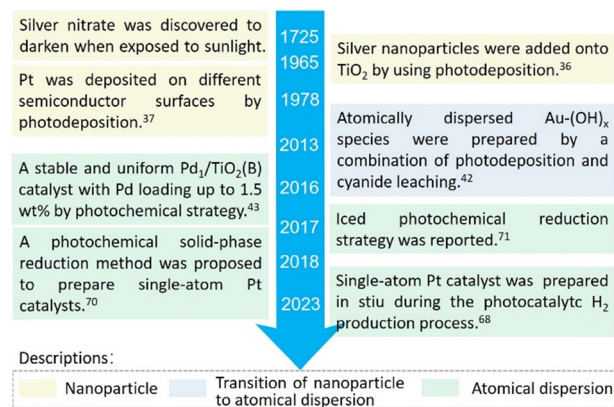 Silver nitrate was discovered to
darken when exposed to sunlight.
1725
1965
Silver nanoparticles were added onto
TiO2 by using photodeposition.36
Pt was deposited on different
semiconductor surfaces by
photodeposition.37
1978
2013
Atomically dispersed Au-(OH)x
species were prepared by a
combination of photodeposition and
cyanide leaching.42
A stable and uniform Pd1/TiO2(B)
catalyst with Pd loading up to 1.5
wt% by photochemical strategy.43
2016
2017
Iced photochemical reduction
strategy was reported.71
A photochemical solid-phase
reduction method was proposed
to prepare single-atom Pt
catalysts.70
2018
2023
Single-atom Pt catalyst was prepared
in stiu during the photocatalytc H2
production process.68
Descriptions:
Nanoparticle
Transition of nanoparticle
to atomical dispersion
Atomical dispersion